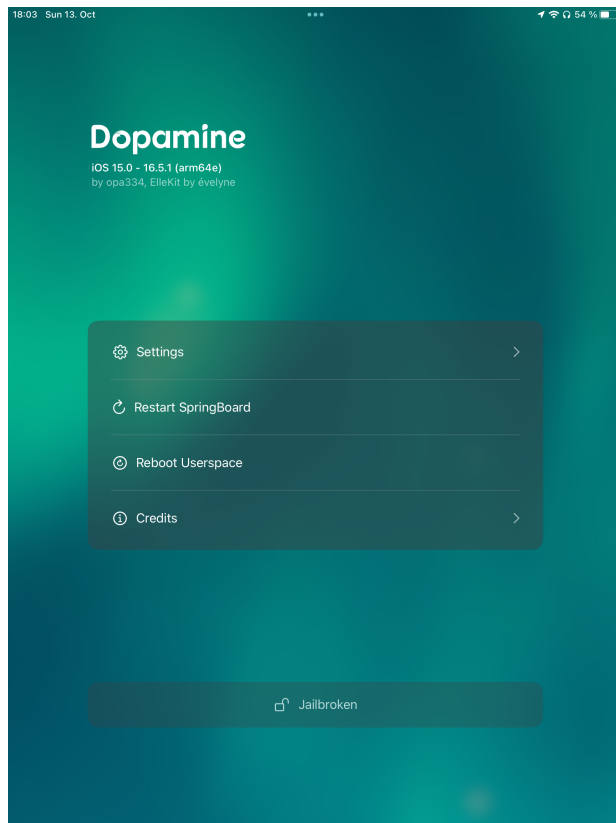 18:03 Sun 13. Oct
54 %
Dopamine
iOS 15.0 - 16.5.1 (arm64e)
by opa334, ElleKit by évelyne
Settings
Restart SpringBoard
Reboot Userspace
Credits
Jailbroken